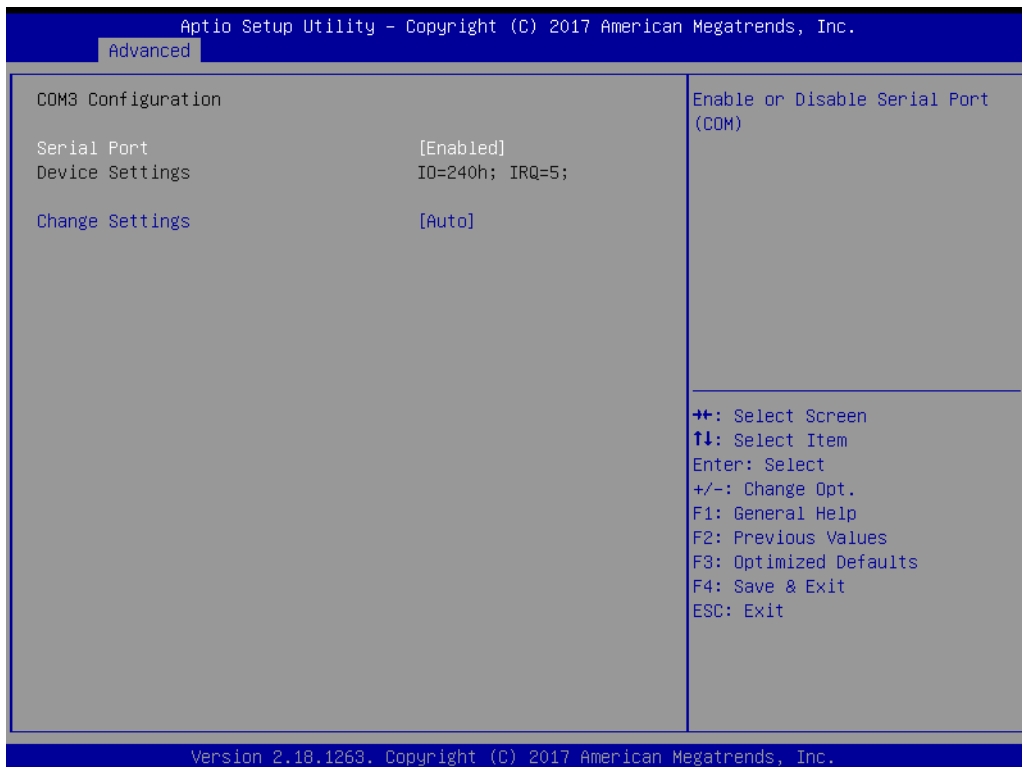 Aptio Setup Utility – Copyright (C) 2017 American Megatrends, Inc.
Advanced
COM3 Configuration
Serial Port [Enabled]
Device Settings IO=240h; IRQ=5;
Change Settings [Auto]
Enable or Disable Serial Port
(COM)
→←: Select Screen
↑↓: Select Item
Enter: Select
+/-: Change Opt.
F1: General Help
F2: Previous Values
F3: Optimized Defaults
F4: Save & Exit
ESC: Exit
Version 2.18.1263. Copyright (C) 2017 American Megatrends, Inc.